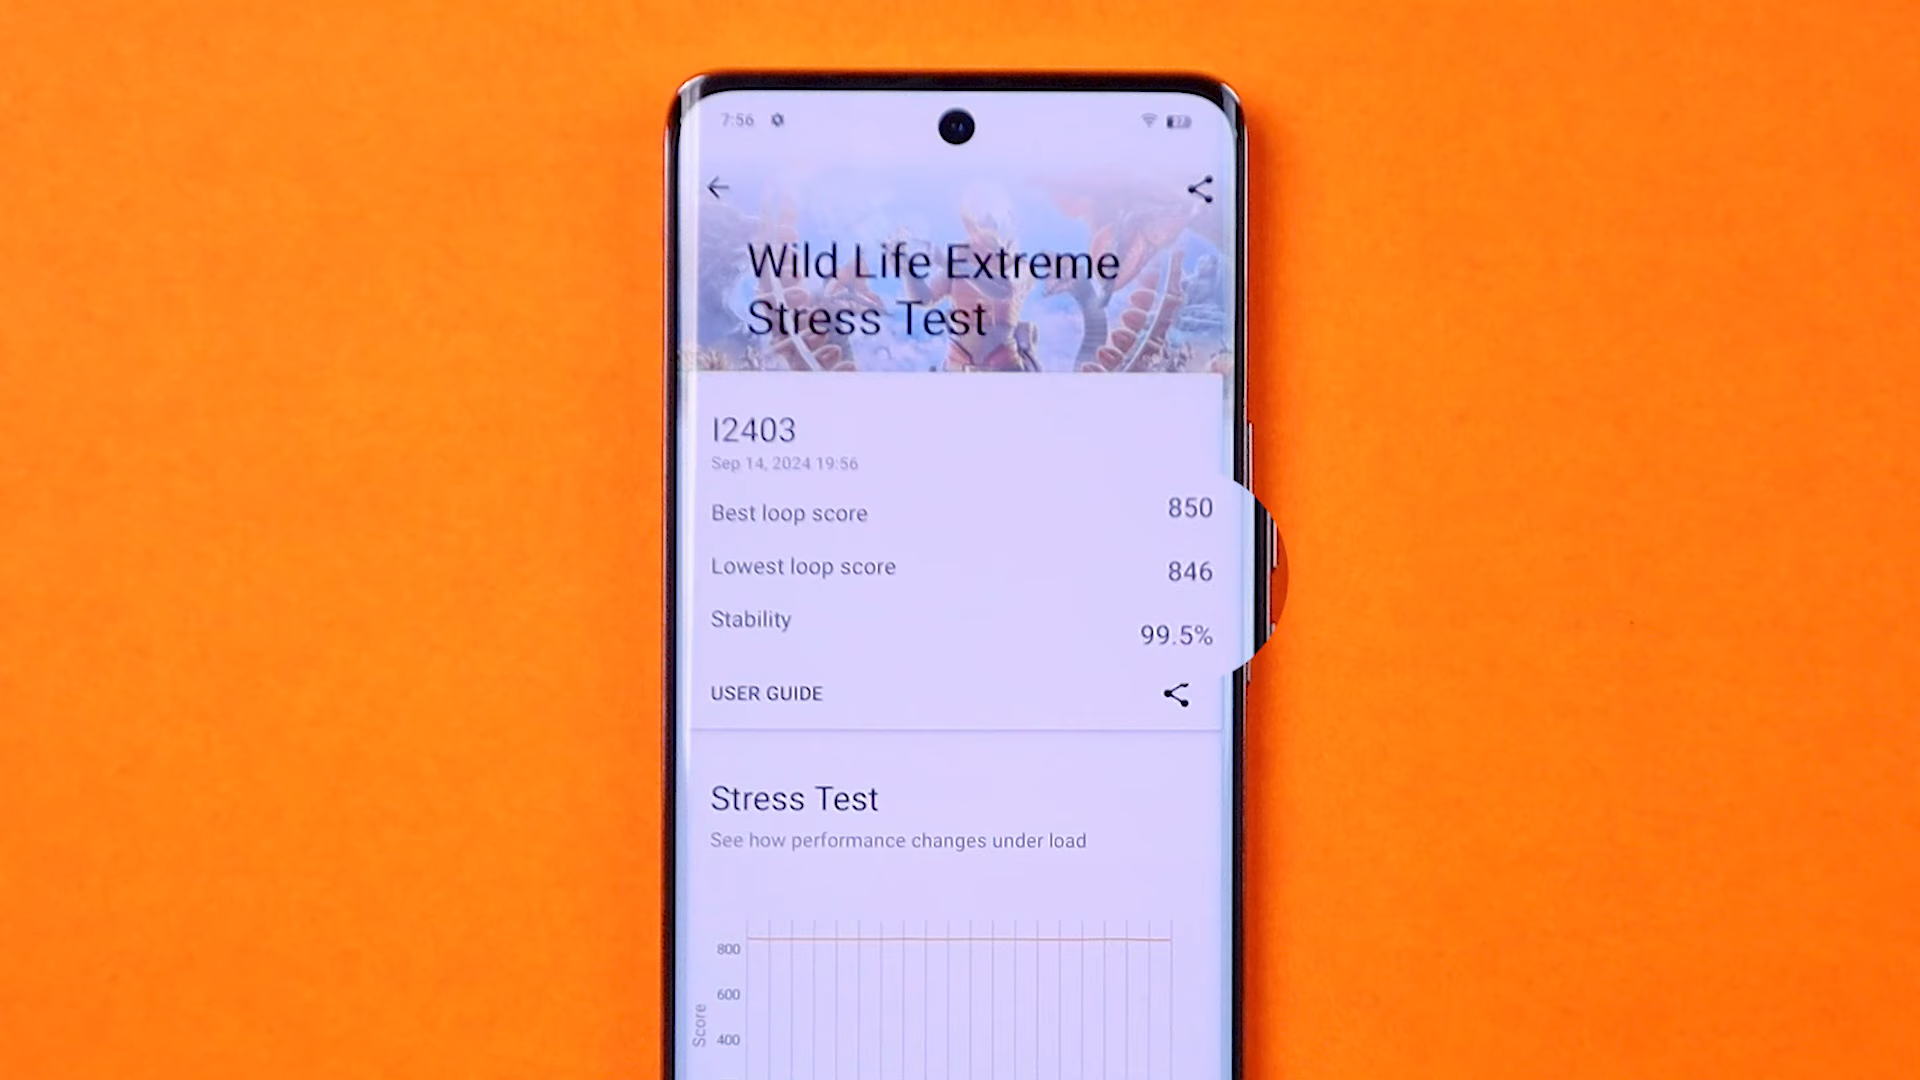 7:56
Wild Life Extreme
Stress Test
I2403
Sep 14, 2024 19:56
Best loop score 850
Lowest loop score 846
Stability 99.5%
USER GUIDE
Stress Test
See how performance changes under load
800
600
400
Score